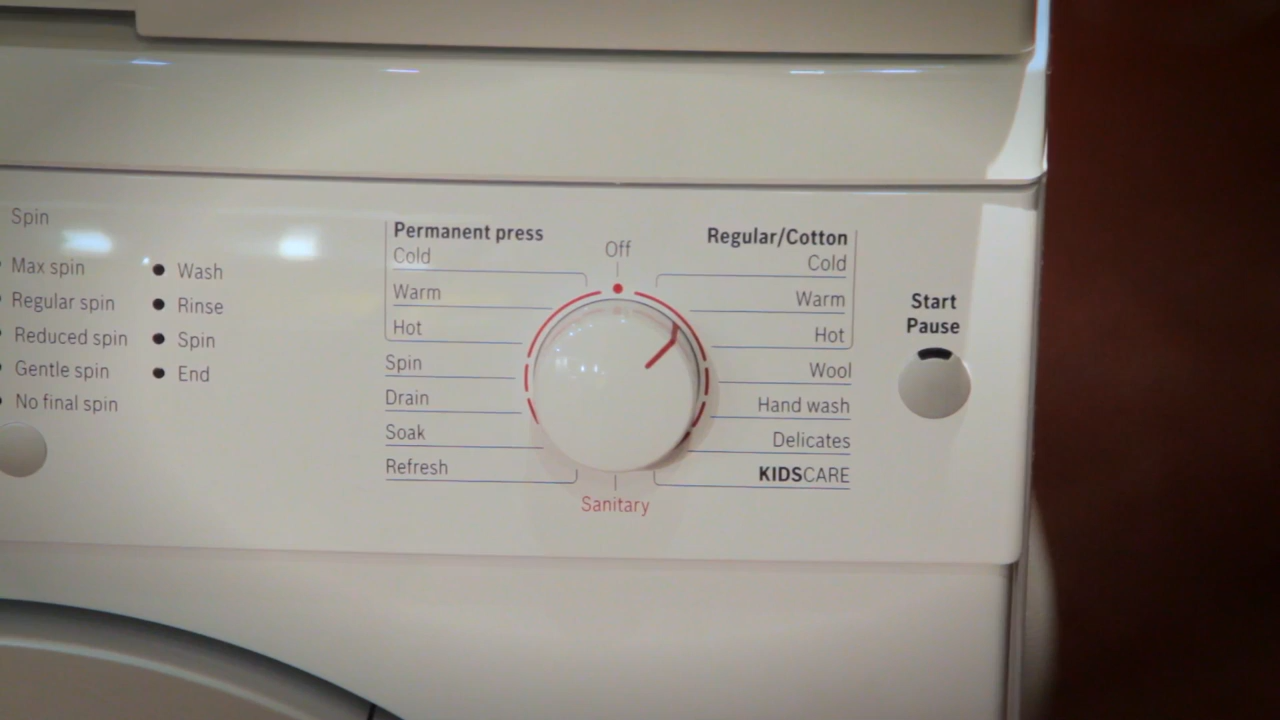 Spin
Max spin
Regular spin
Reduced spin
Gentle spin
No final spin
Wash
Rinse
Spin
End
Permanent press
Cold
Warm
Hot
Spin
Drain
Soak
Refresh
Off
Sanitary
Regular/Cotton
Cold
Warm
Hot
Wool
Hand wash
Delicates
KIDSCARE
Start
Pause